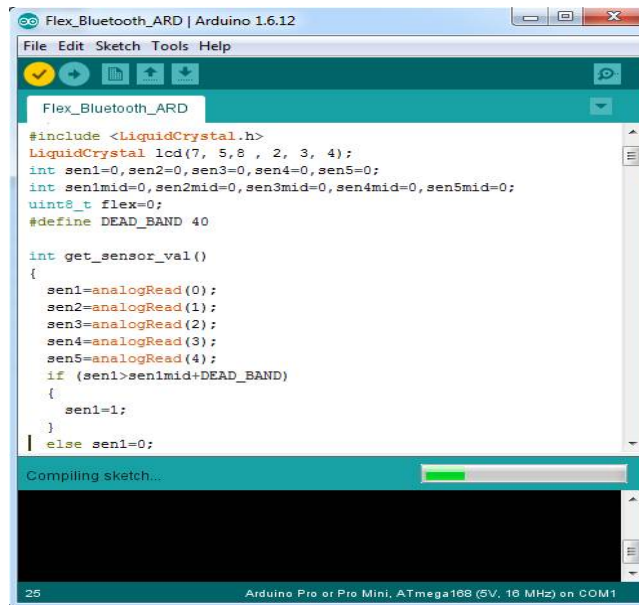 Flex_Bluetooth_ARD | Arduino 1.6.12
File Edit Sketch Tools Help
Flex_Bluetooth_ARD
#include <LiquidCrystal.h>
LiquidCrystal lcd(7, 5,8 , 2, 3, 4);
int sen1=0,sen2=0,sen3=0,sen4=0,sen5=0;
int sen1mid=0,sen2mid=0,sen3mid=0,sen4mid=0,sen5mid=0;
uint8_t flex=0;
#define DEAD_BAND 40
int get_sensor_val()
{
sen1=analogRead(0);
sen2=analogRead(1);
sen3=analogRead(2);
sen4=analogRead(3);
sen5=analogRead(4);
if (sen1>sen1mid+DEAD_BAND)
{
sen1=1;
}
else sen1=0;
Compiling sketch...
25 Arduino Pro or Pro Mini, ATmega168 (5V, 16 MHz) on COM1